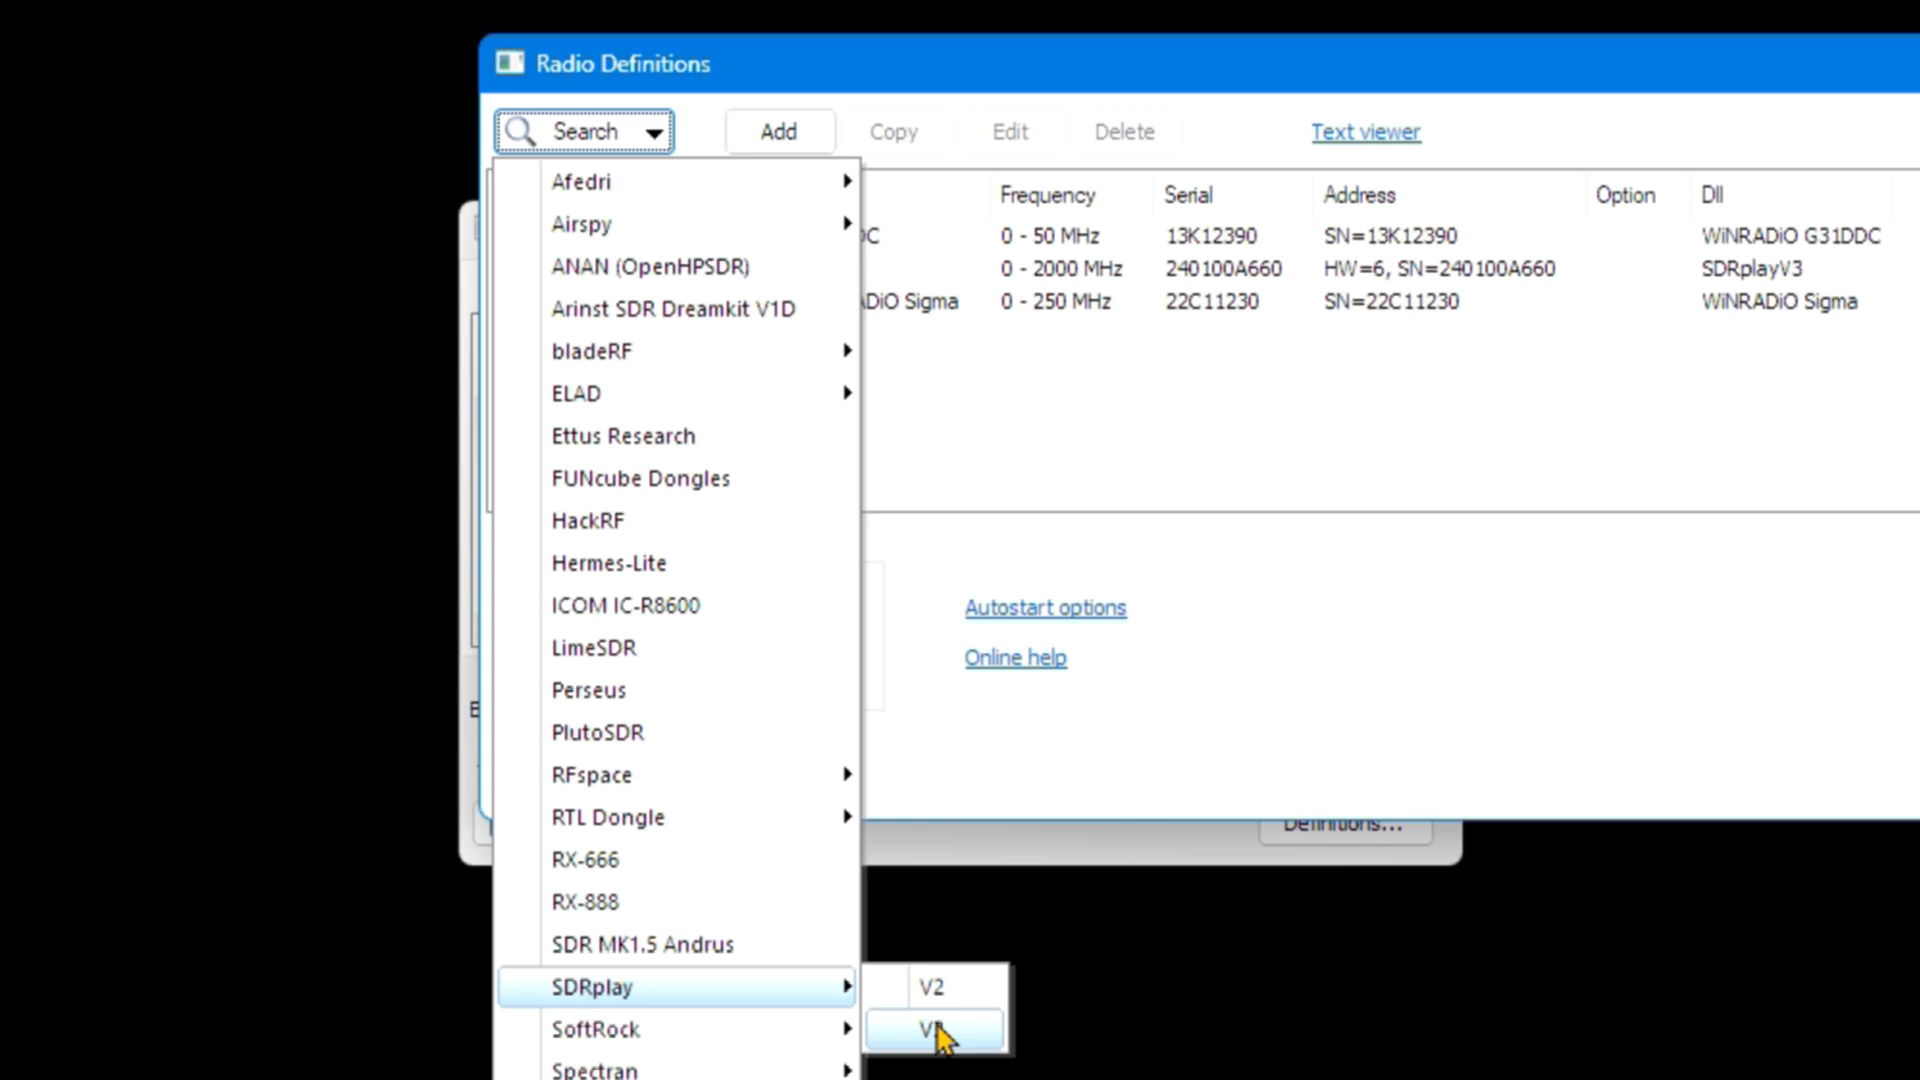 Radio Definitions
Search Add Copy Edit Delete Text viewer
Frequency Serial Address Option Dll
C 0 - 50 MHz 13K12390 SN=13K12390 WiNRADiO G31DDC
0 - 2000 MHz 240100A660 HW=6, SN=240100A660 SDRplayV3
DiO Sigma 0 - 250 MHz 22C11230 SN=22C11230 WiNRADiO Sigma
Afedri
Airspy
ANAN (OpenHPSDR)
Arinst SDR Dreamkit V1D
bladeRF
ELAD
Ettus Research
FUNcube Dongles
HackRF
Hermes-Lite
ICOM IC-R8600
LimeSDR
Perseus
PlutoSDR
RFspace
RTL Dongle
RX-666
RX-888
SDR MK1.5 Andrus
SDRplay
SoftRock
Spectran
V2
Autostart options
Online help
Definitions...